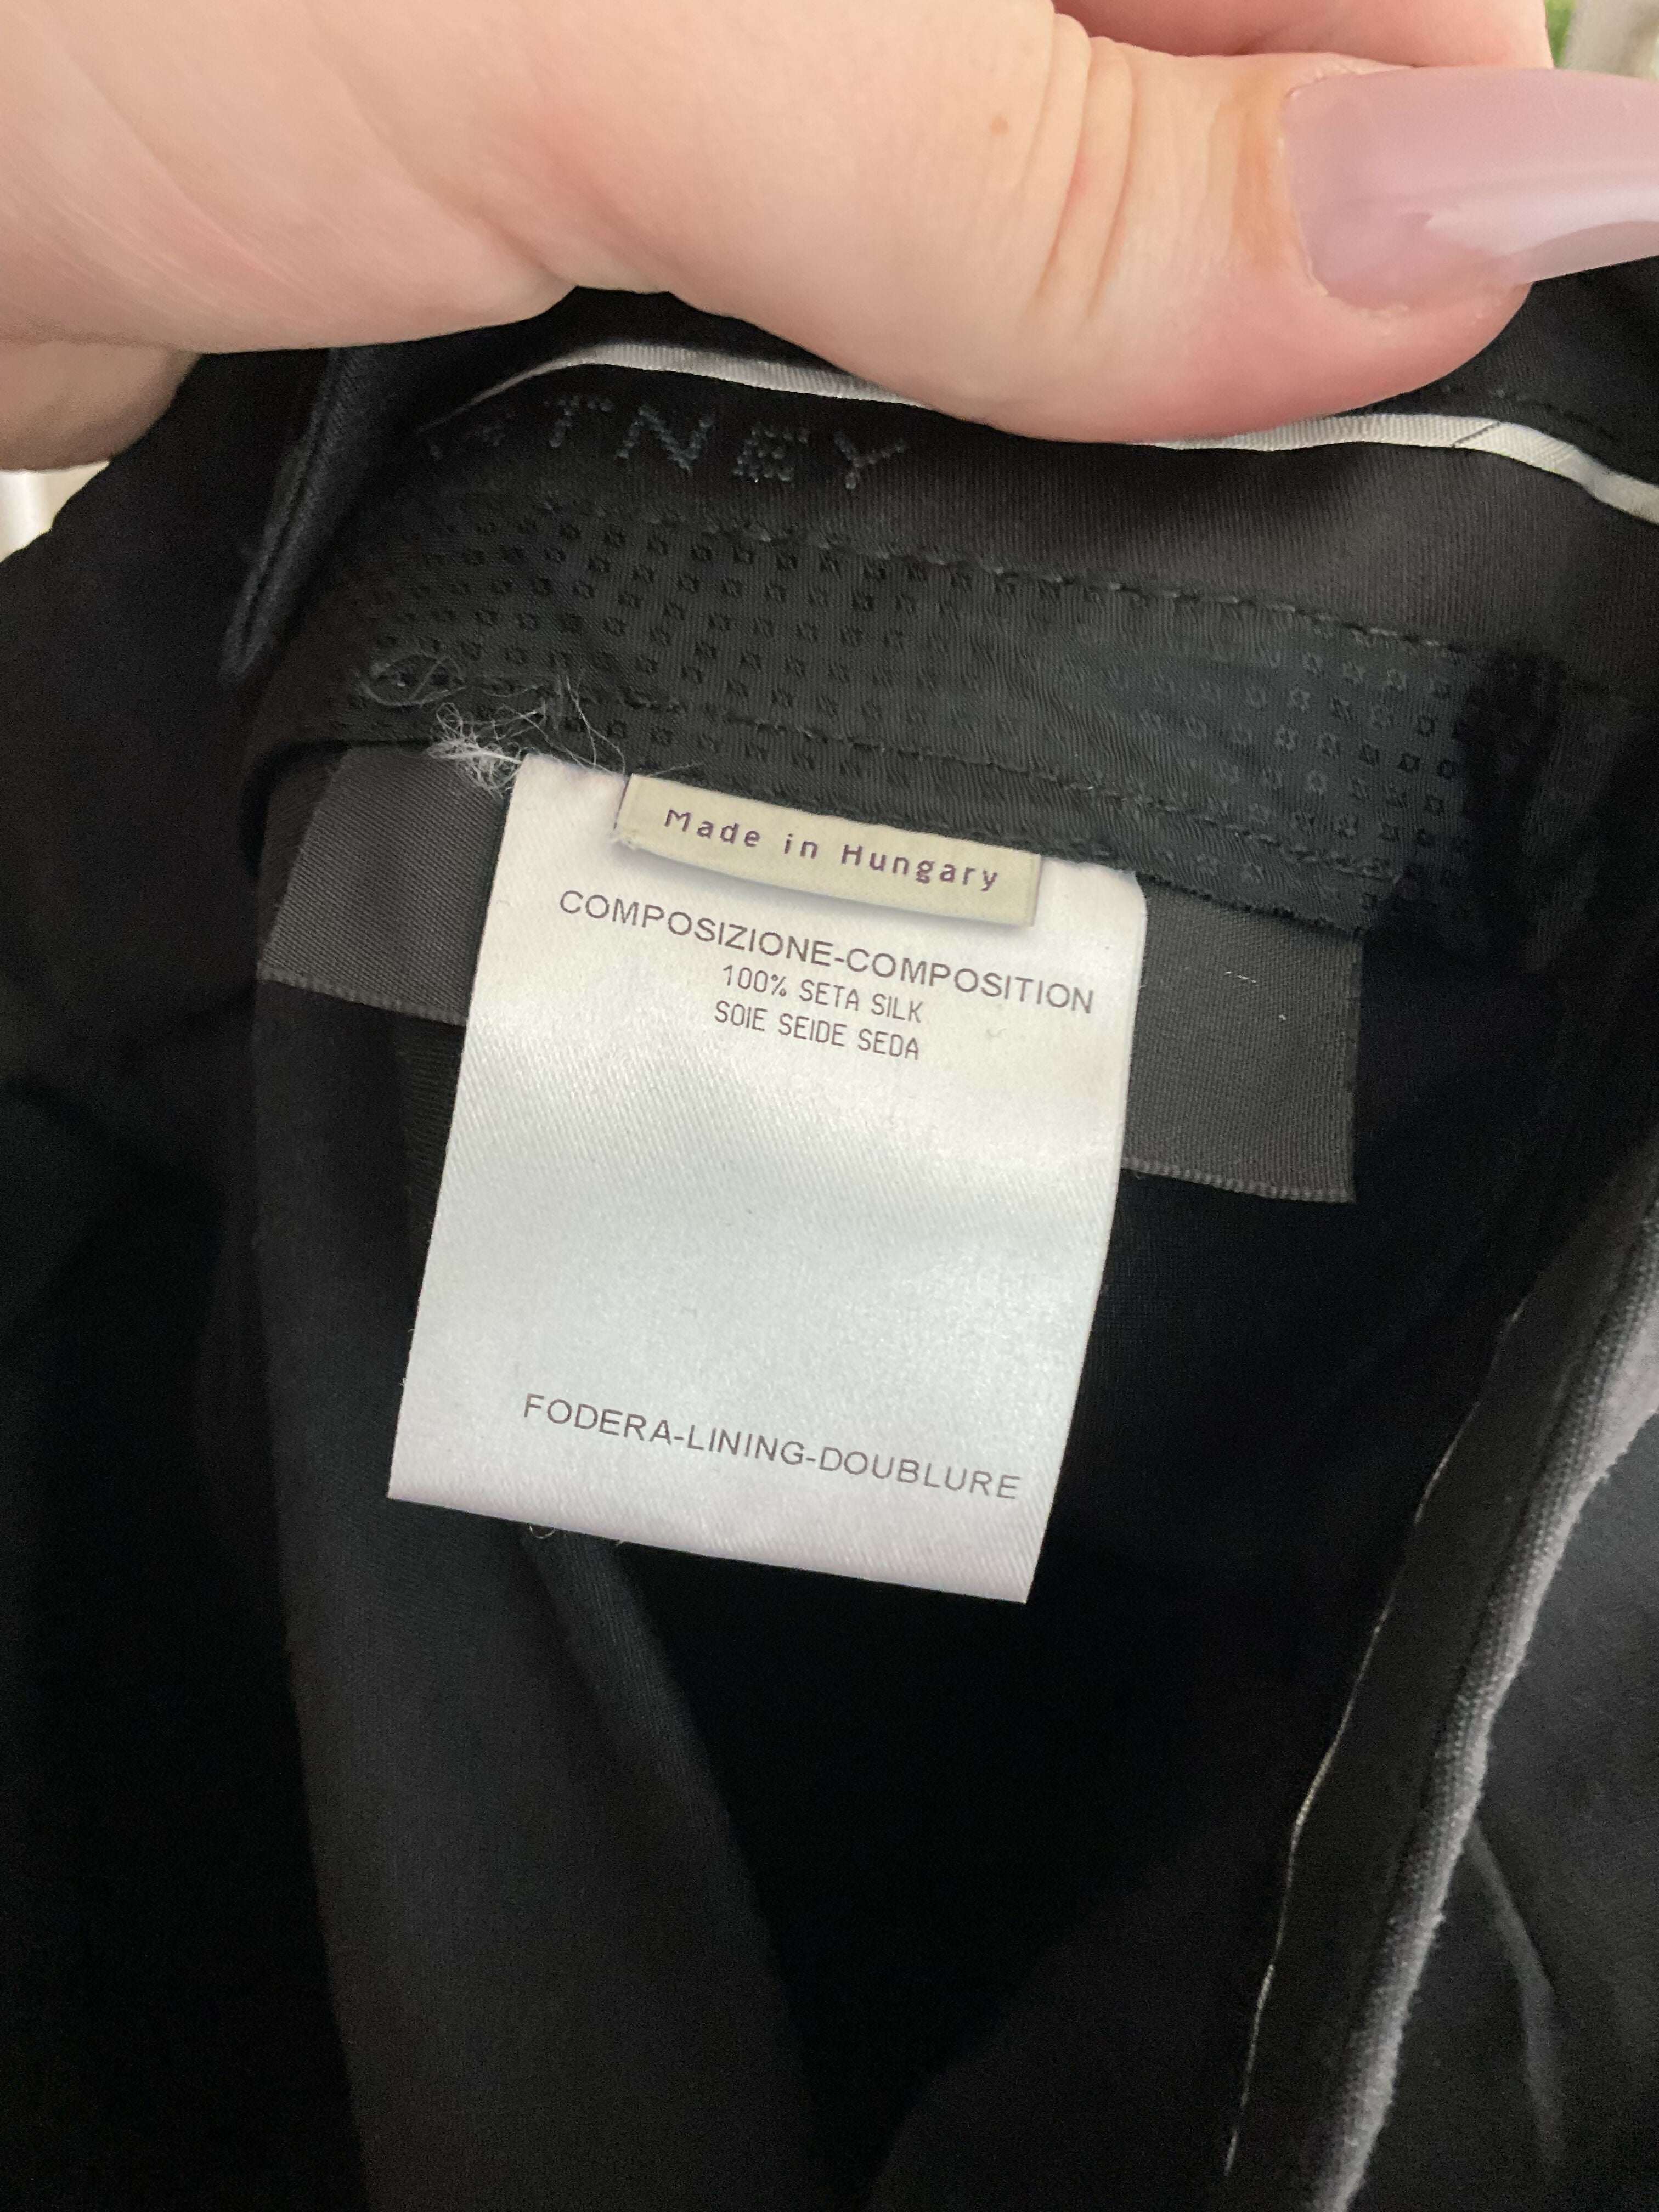 TNEY
Made in Hungary
COMPOSIZIONE-COMPOSITION
100% SETA SILK
SOIE SEIDE SEDA
FODERA-LINING-DOUBLURE